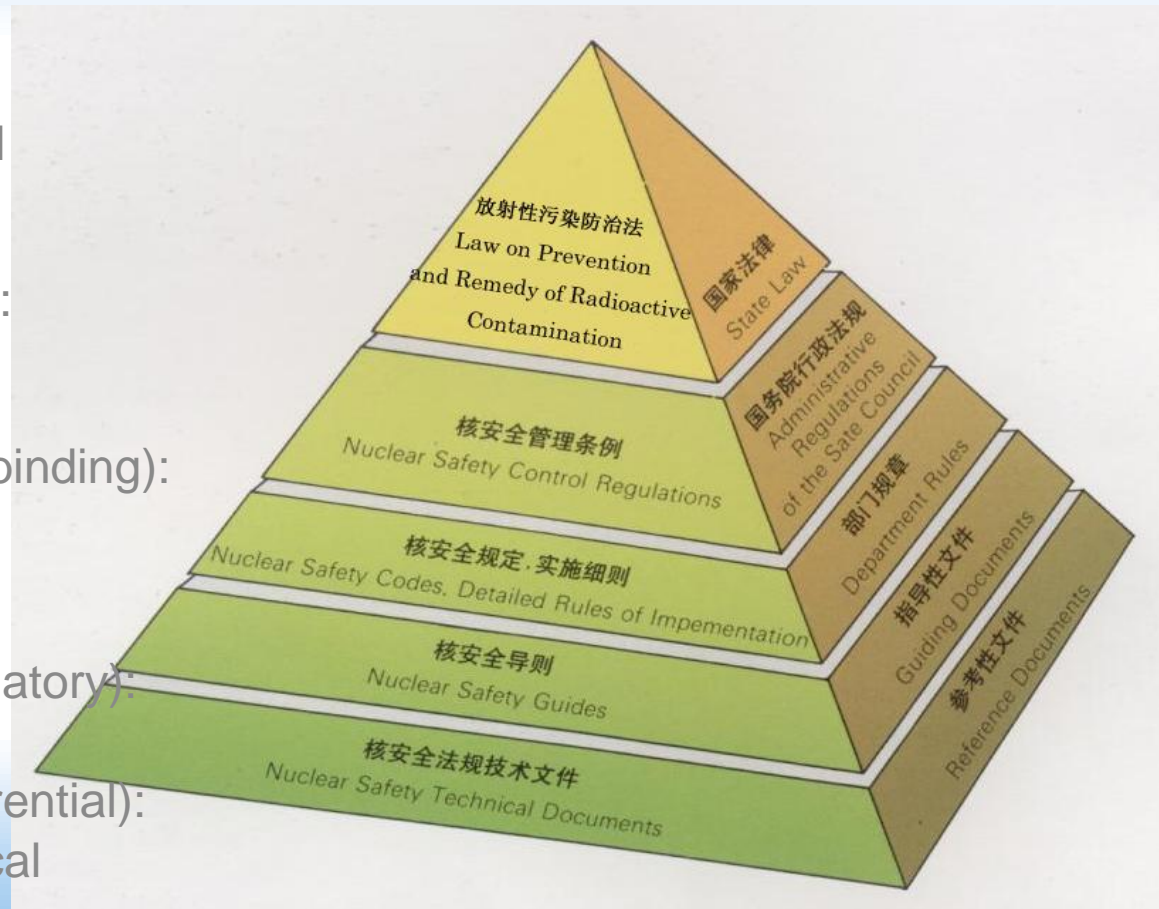 放射性污染防治法
Law on Prevention
and Remedy of Radioactive
Contamination
国家法律
State Law
核安全管理条例
Nuclear Safety Control Regulations
国务院行政法规
Administrative
Regulations
of the Sate Council
核安全规定.实施细则
Nuclear Safety Codes, Detailed Rules of Impementation
部门规章
Department Rules
核安全导则
Nuclear Safety Guides
指导性文件
Guiding Documents
核安全法规技术文件
Nuclear Safety Technical Documents
参考性文件
Reference Documents
:
binding):
atory):
rential):
cal